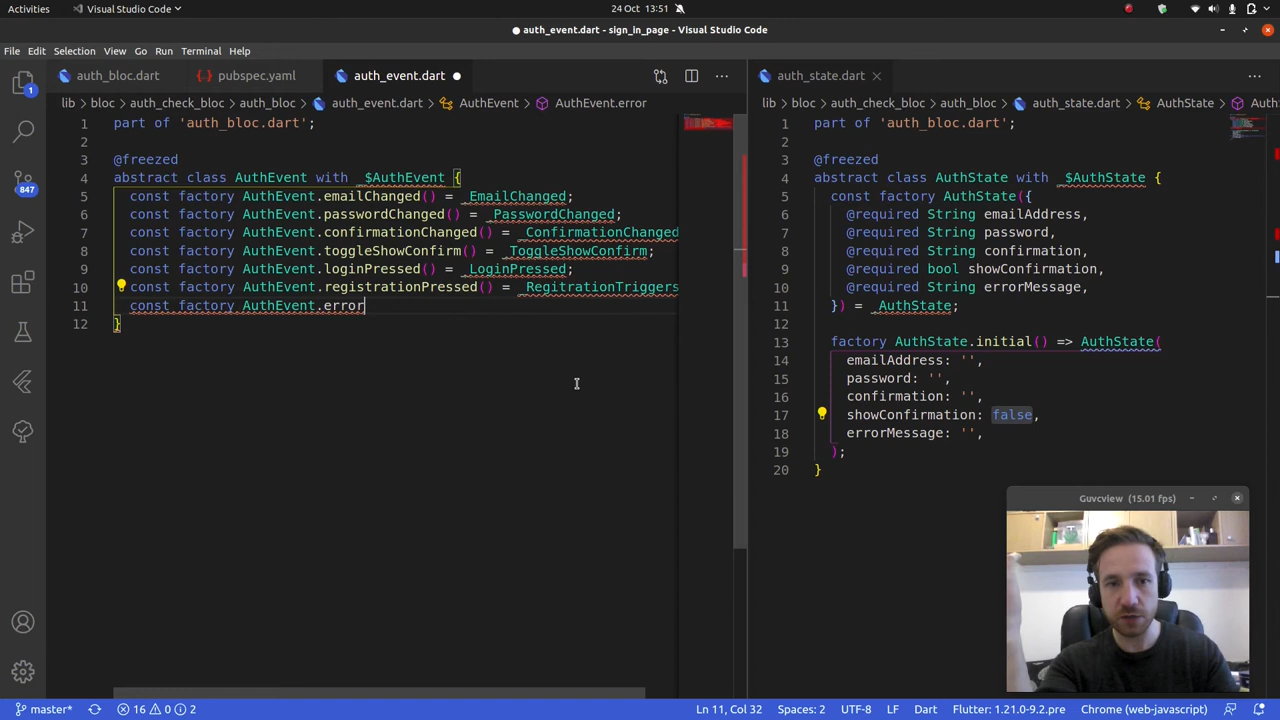 Activities
Visual Studio Code
24 Oct 13:51
auth_event.dart - sign_in_page - Visual Studio Code
File Edit Selection View Go Run Terminal Help
auth_bloc.dart
pubspec.yaml
auth_event.dart
lib > bloc > auth_check_bloc > auth_bloc > auth_event.dart > AuthEvent > AuthEvent.error
1 part of 'auth_bloc.dart';
2
3 @freezed
4 abstract class AuthEvent with _$AuthEvent {
5 const factory AuthEvent.emailChanged() = _EmailChanged;
6 const factory AuthEvent.passwordChanged() = _PasswordChanged;
7 const factory AuthEvent.confirmationChanged() = _ConfirmationChanged
8 const factory AuthEvent.toggleShowConfirm() = _ToggleShowConfirm;
9 const factory AuthEvent.loginPressed() = _LoginPressed;
10 const factory AuthEvent.registrationPressed() = _RegitrationTriggers
11 const factory AuthEvent.error
12 }
auth_state.dart
lib > bloc > auth_check_bloc > auth_bloc > auth_state.dart > AuthState > Auth
1 part of 'auth_bloc.dart';
2
3 @freezed
4 abstract class AuthState with _$AuthState {
5 const factory AuthState({
6 @required String emailAddress,
7 @required String password,
8 @required String confirmation,
9 @required bool showConfirmation,
10 @required String errorMessage,
11 }) = _AuthState;
12
13 factory AuthState.initial() => AuthState(
14 emailAddress: '',
15 password: '',
16 confirmation: '',
17 showConfirmation: false,
18 errorMessage: '',
19 );
20 }
1
847
Guvcview (15.01 fps)
master* 16 0 2
Ln 11, Col 32 Spaces: 2 UTF-8 LF Dart Flutter: 1.21.0-9.2.pre Chrome (web-javascript)